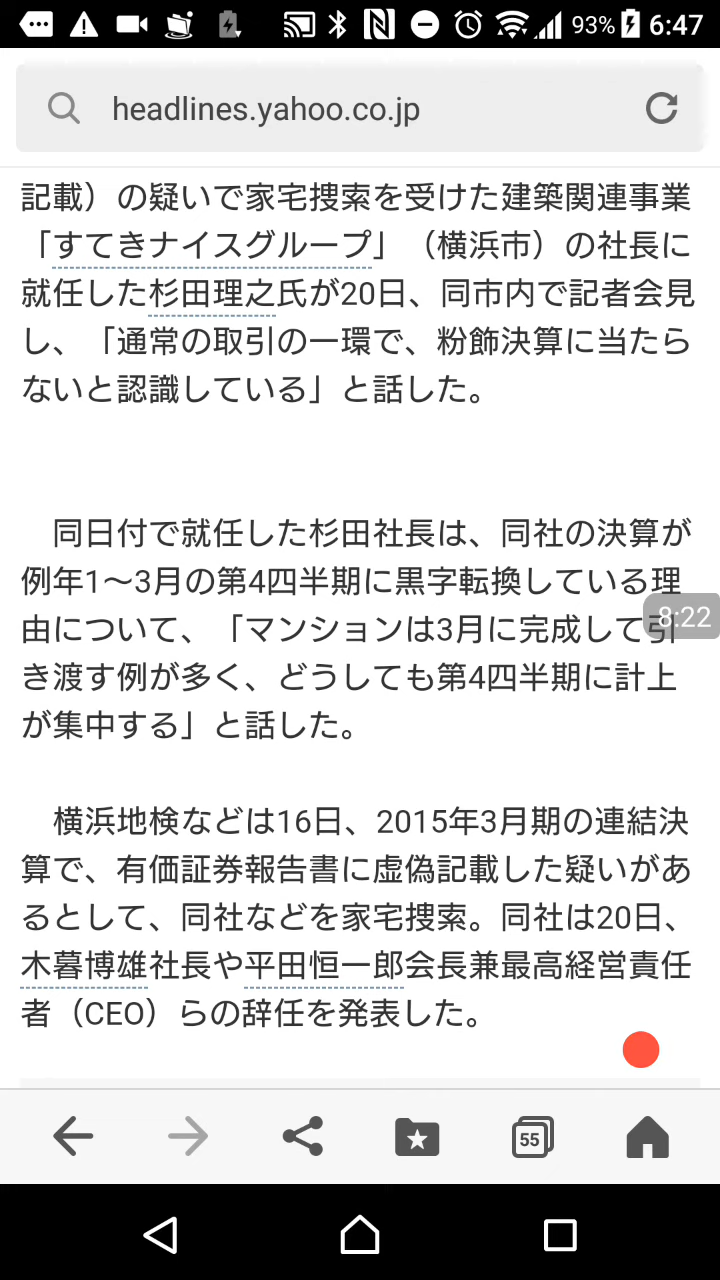 93% 6:47
headlines.yahoo.co.jp
記載）の疑いで家宅捜索を受けた建築関連事業
「すてきナイスグループ」（横浜市）の社長に
就任した杉田理之氏が20日、同市内で記者会見
し、「通常の取引の一環で、粉飾決算に当たら
ないと認識している」と話した。
同日付で就任した杉田社長は、同社の決算が
例年1～3月の第4四半期に黒字転換している理
由について、「マンションは3月に完成して引
8:22
き渡す例が多く、どうしても第4四半期に計上
が集中する」と話した。
横浜地検などは16日、2015年3月期の連結決
算で、有価証券報告書に虚偽記載した疑いがあ
るとして、同社などを家宅捜索。同社は20日、
木暮博雄社長や平田恒一郎会長兼最高経営責任
者（CEO）らの辞任を発表した。
55